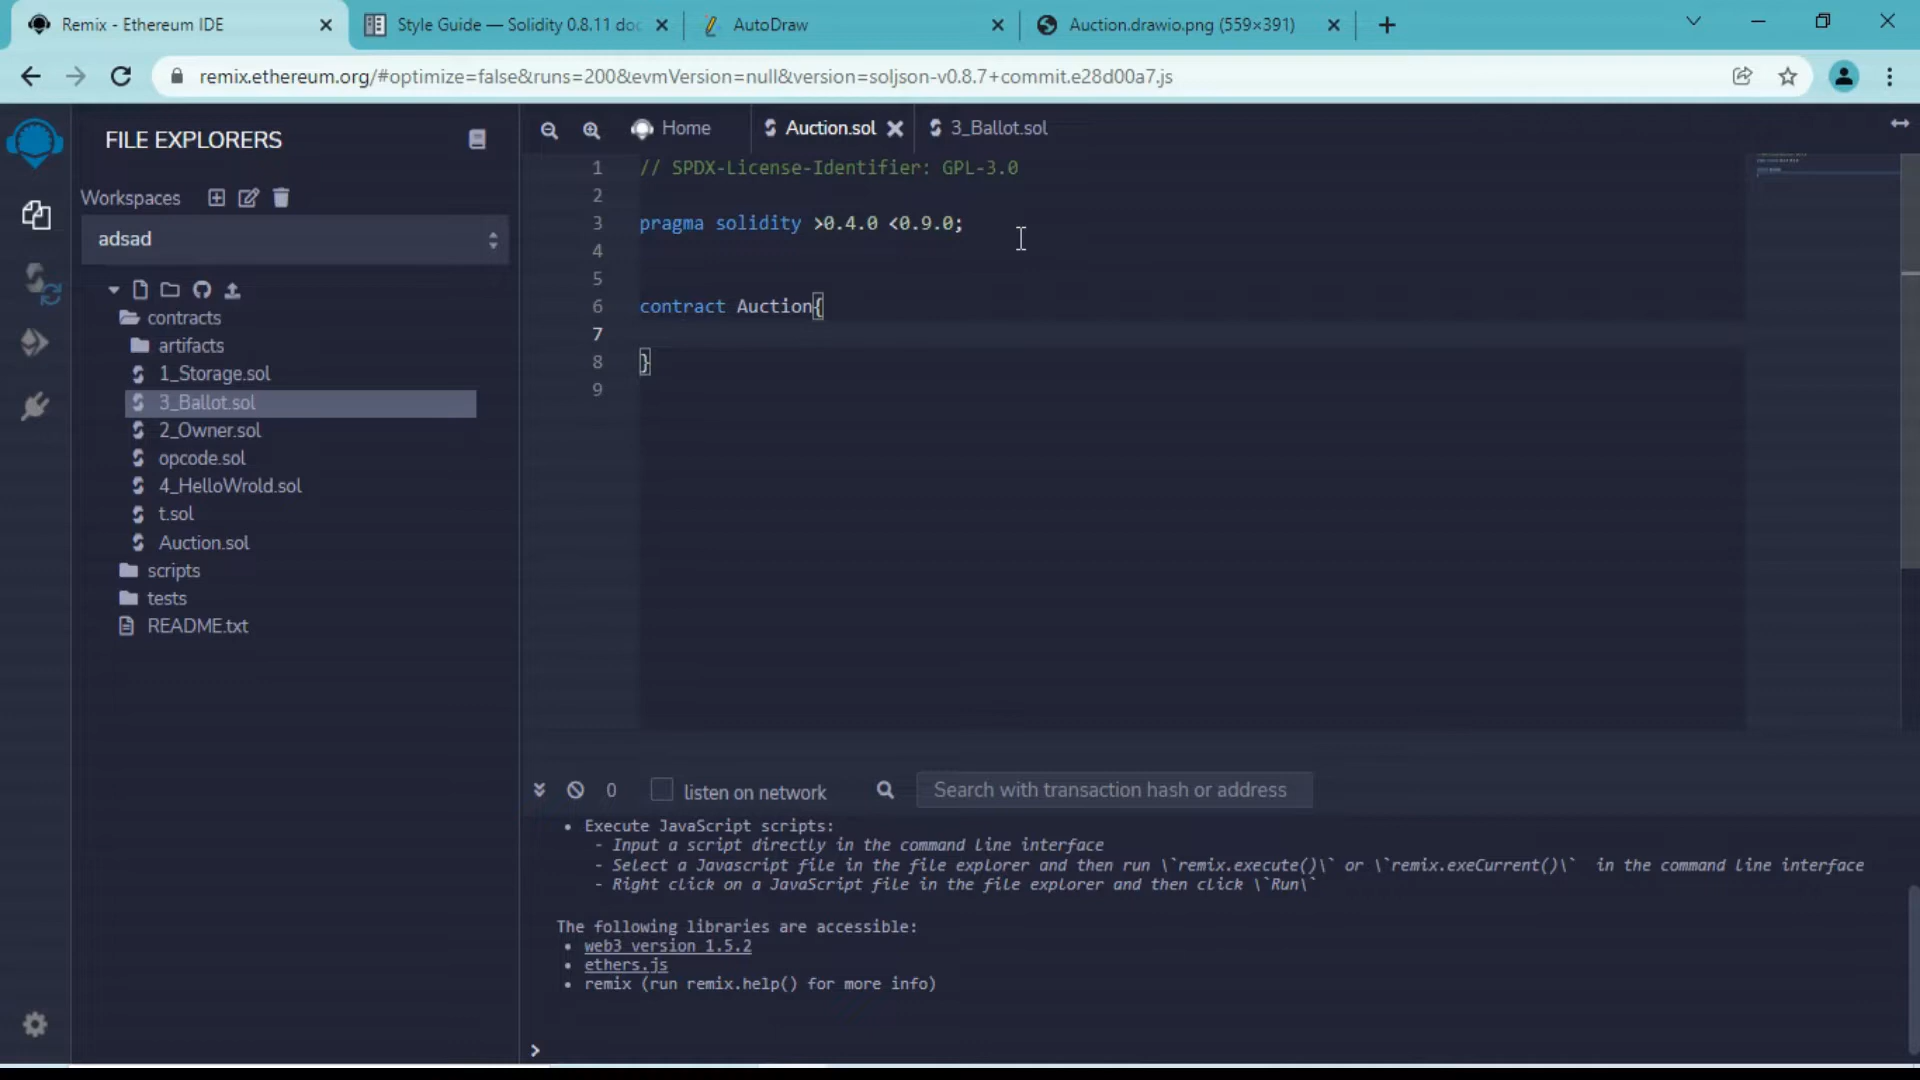 Remix - Ethereum IDE
Style Guide — Solidity 0.8.11 doc
AutoDraw
Auction.drawio.png (559×391)
remix.ethereum.org/#optimize=false&runs=200&evmVersion=null&version=soljson-v0.8.7+commit.e28d00a7.js
FILE EXPLORERS
Workspaces
adsad
contracts
artifacts
1_Storage.sol
3_Ballot.sol
2_Owner.sol
opcode.sol
4_HelloWrold.sol
t.sol
Auction.sol
scripts
tests
README.txt
Home
Auction.sol
3_Ballot.sol
1 // SPDX-License-Identifier: GPL-3.0
2
3 pragma solidity >0.4.0 <0.9.0;
4
5
6 contract Auction{
7
8 }
9
0 listen on network Search with transaction hash or address
• Execute JavaScript scripts:
- Input a script directly in the command line interface
- Select a Javascript file in the file explorer and then run \`remix.execute()\` or \`remix.exeCurrent()\` in the command line interface
- Right click on a JavaScript file in the file explorer and then click \`Run\`
The following libraries are accessible:
• web3 version 1.5.2
• ethers.js
• remix (run remix.help() for more info)
>